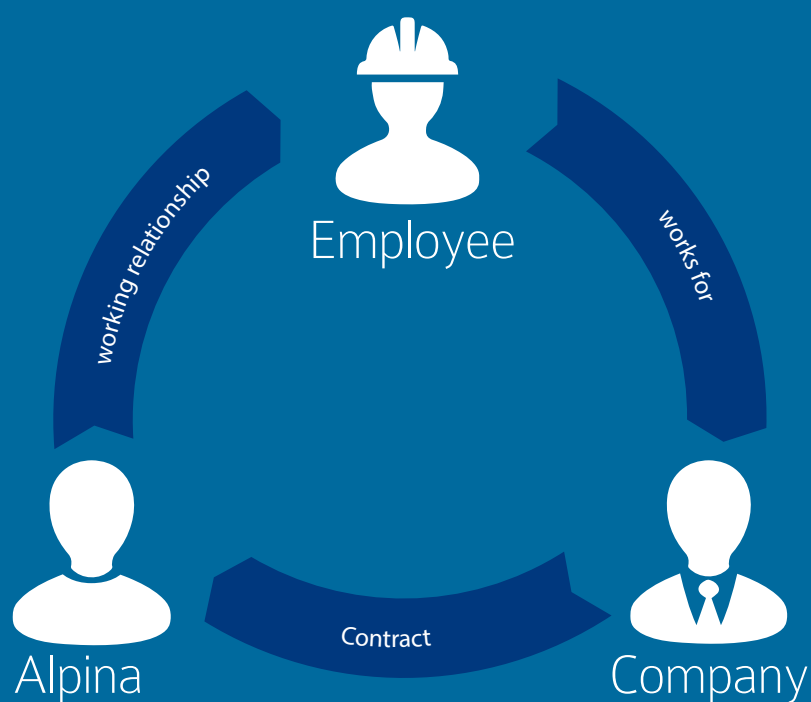 working relationship
Employee
works for
Alpina
Contract
Company